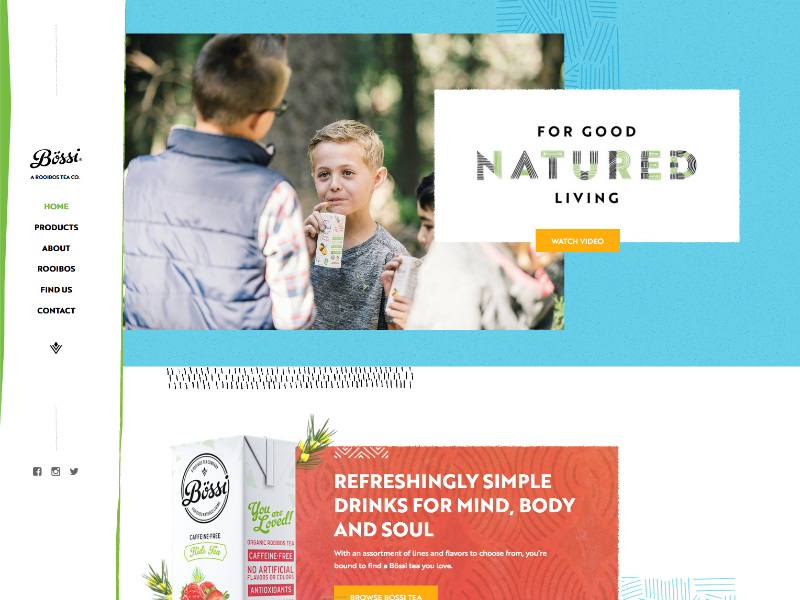 Bössi
A ROOIBOS TEA CO.
HOME
PRODUCTS
ABOUT
ROOIBOS
FIND US
CONTACT
FOR GOOD
NATURED
LIVING
WATCH VIDEO
Bössi
CAFFEINE-FREE
Kids Tea
You are
Loved!
ORGANIC ROOIBOS TEA
CAFFEINE-FREE
NO ARTIFICIAL
FLAVORS OR COLORS
ANTIOXIDANTS
REFRESHINGLY SIMPLE
DRINKS FOR MIND, BODY
AND SOUL
With an assortment of lines and flavors to choose from, you're
bound to find a Bössi tea you love.
BROWSE BOSSI TEA